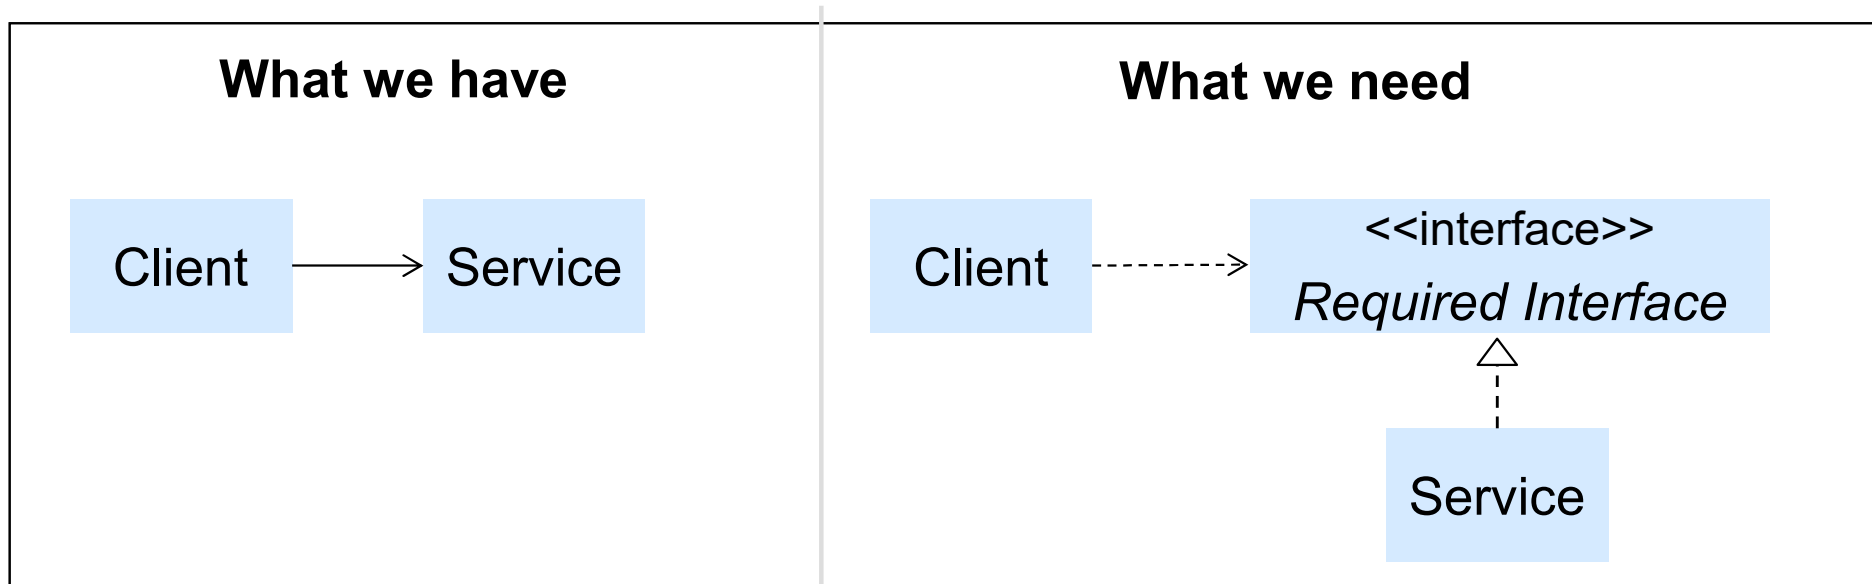 What we have
Client
Service
What we need
Client
<<interface>>
Required Interface
Service